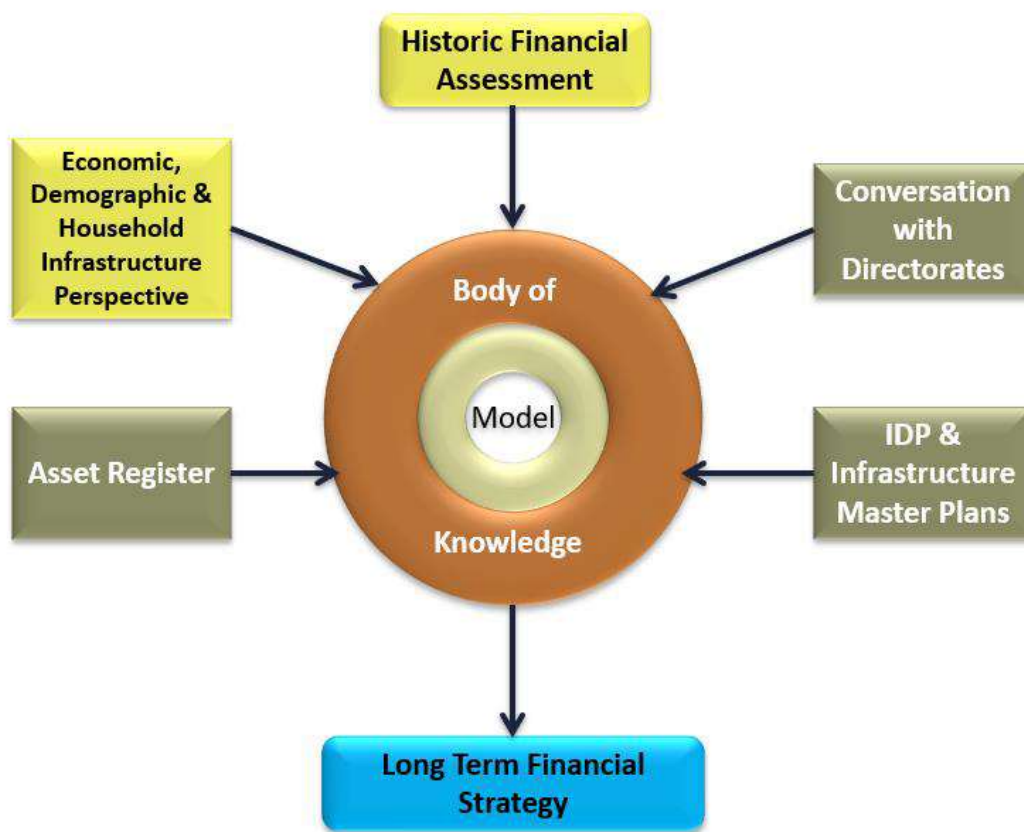 Historic Financial
Assessment
Economic,
Demographic &
Household
Infrastructure
Perspective
Conversation
with
Directorates
Body of
Model
Knowledge
Asset Register
IDP &
Infrastructure
Master Plans
Long Term Financial
Strategy